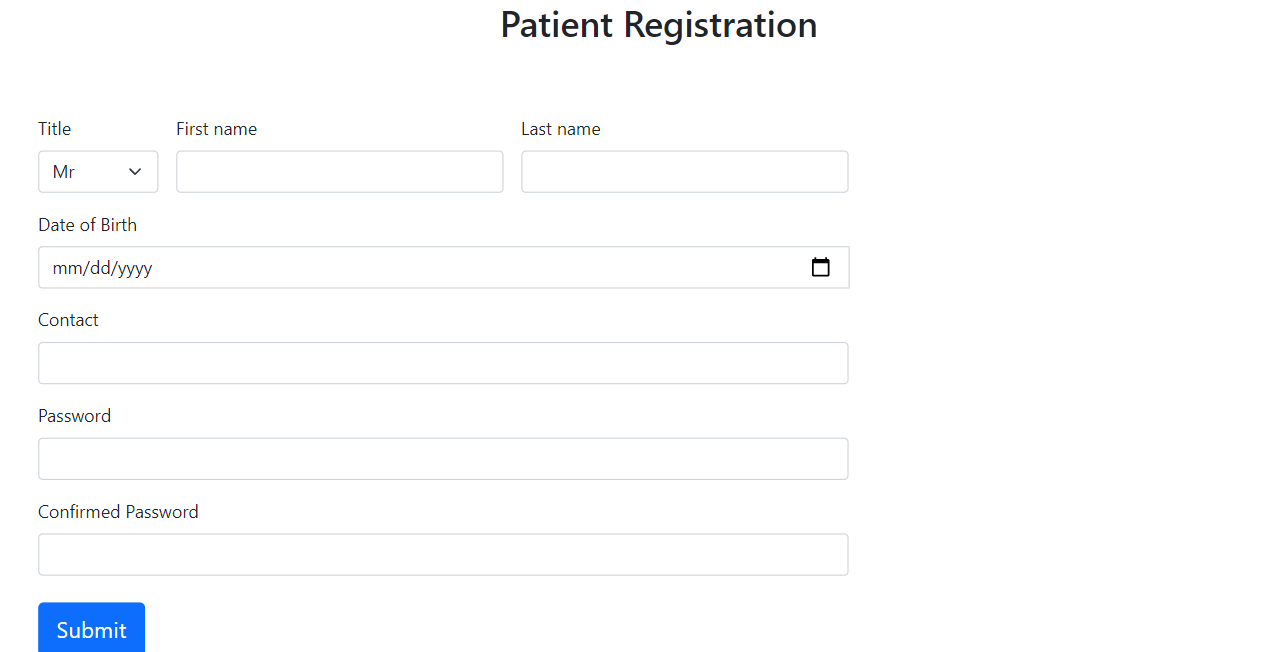 Patient Registration
Title First name Last name
Mr
Date of Birth
mm/dd/yyyy
Contact
Password
Confirmed Password
Submit